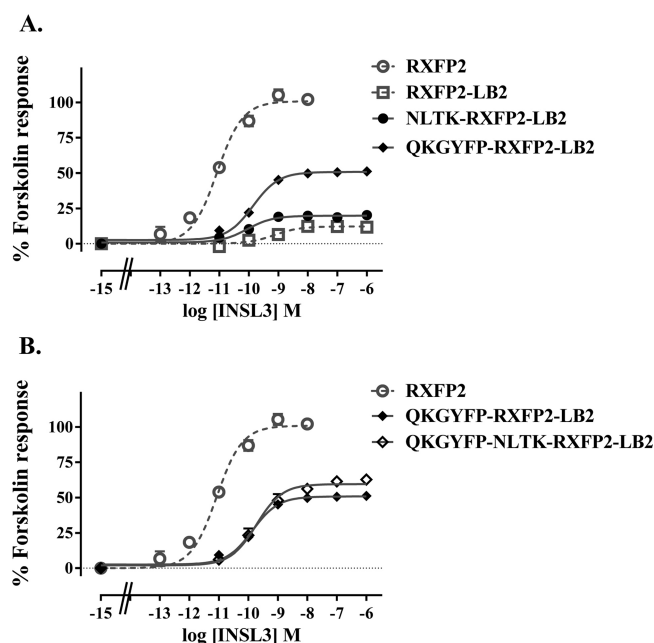 A.
RXFP2
RXFP2-LB2
NLTK-RXFP2-LB2
QKGYFP-RXFP2-LB2
% Forskolin response
100
75
50
25
0
-15 -13 -12 -11 -10 -9 -8 -7 -6
log [INSL3] M
B.
RXFP2
QKGYFP-RXFP2-LB2
QKGYFP-NLTK-RXFP2-LB2
% Forskolin response
100
75
50
25
0
-15 -13 -12 -11 -10 -9 -8 -7 -6
log [INSL3] M